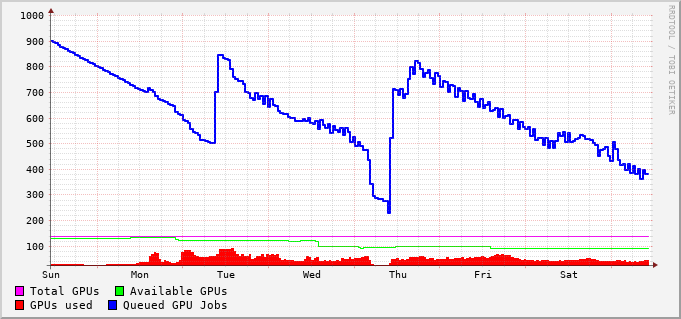 1000
900
800
700
600
500
400
300
200
100
Sun Mon Tue Wed Thu Fri Sat
Total GPUs Available GPUs
GPUs used Queued GPU Jobs
RRDTOOL / TOBI OETIKER